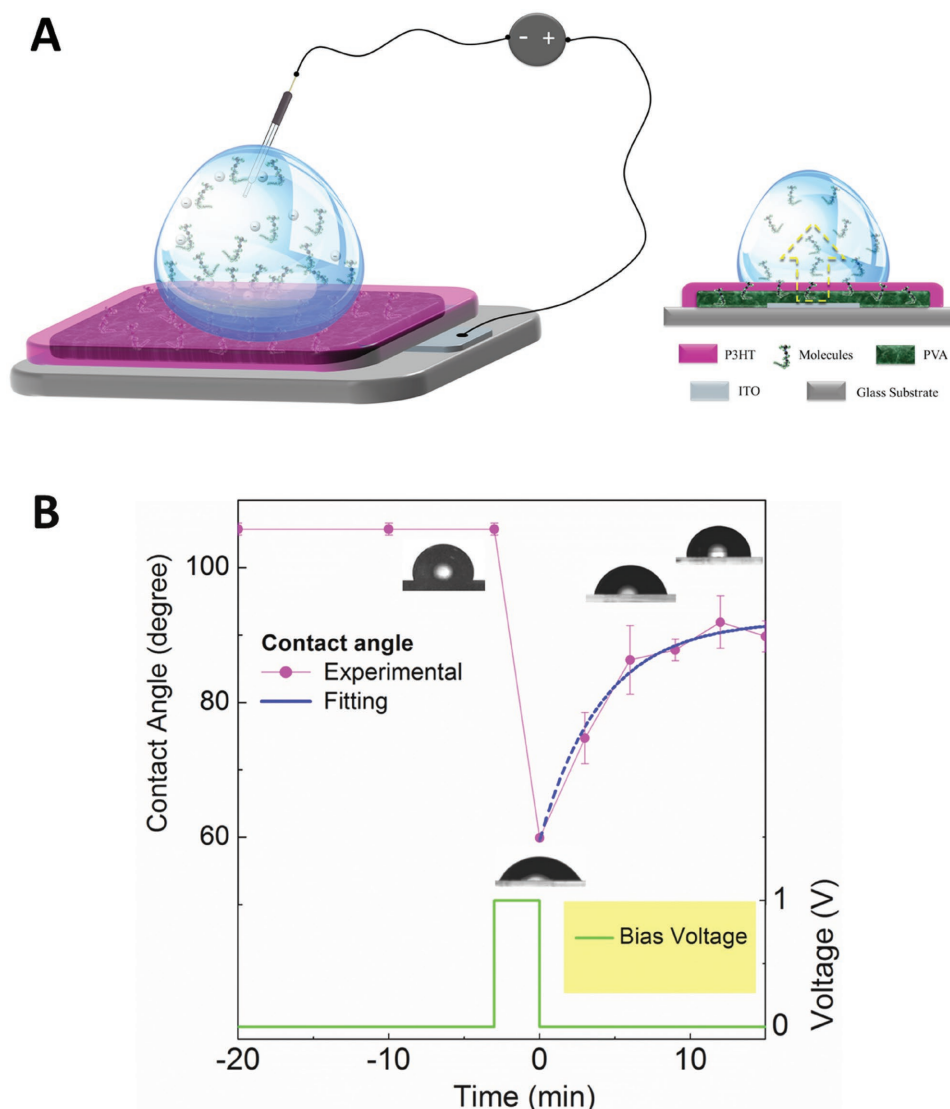 A
- +
P3HT
Molecules
PVA
ITO
Glass Substrate
B
100
80
60
Contact Angle (degree)
Contact angle
Experimental
Fitting
Bias Voltage
1
0
Voltage (V)
-20
-10
0
10
Time (min)